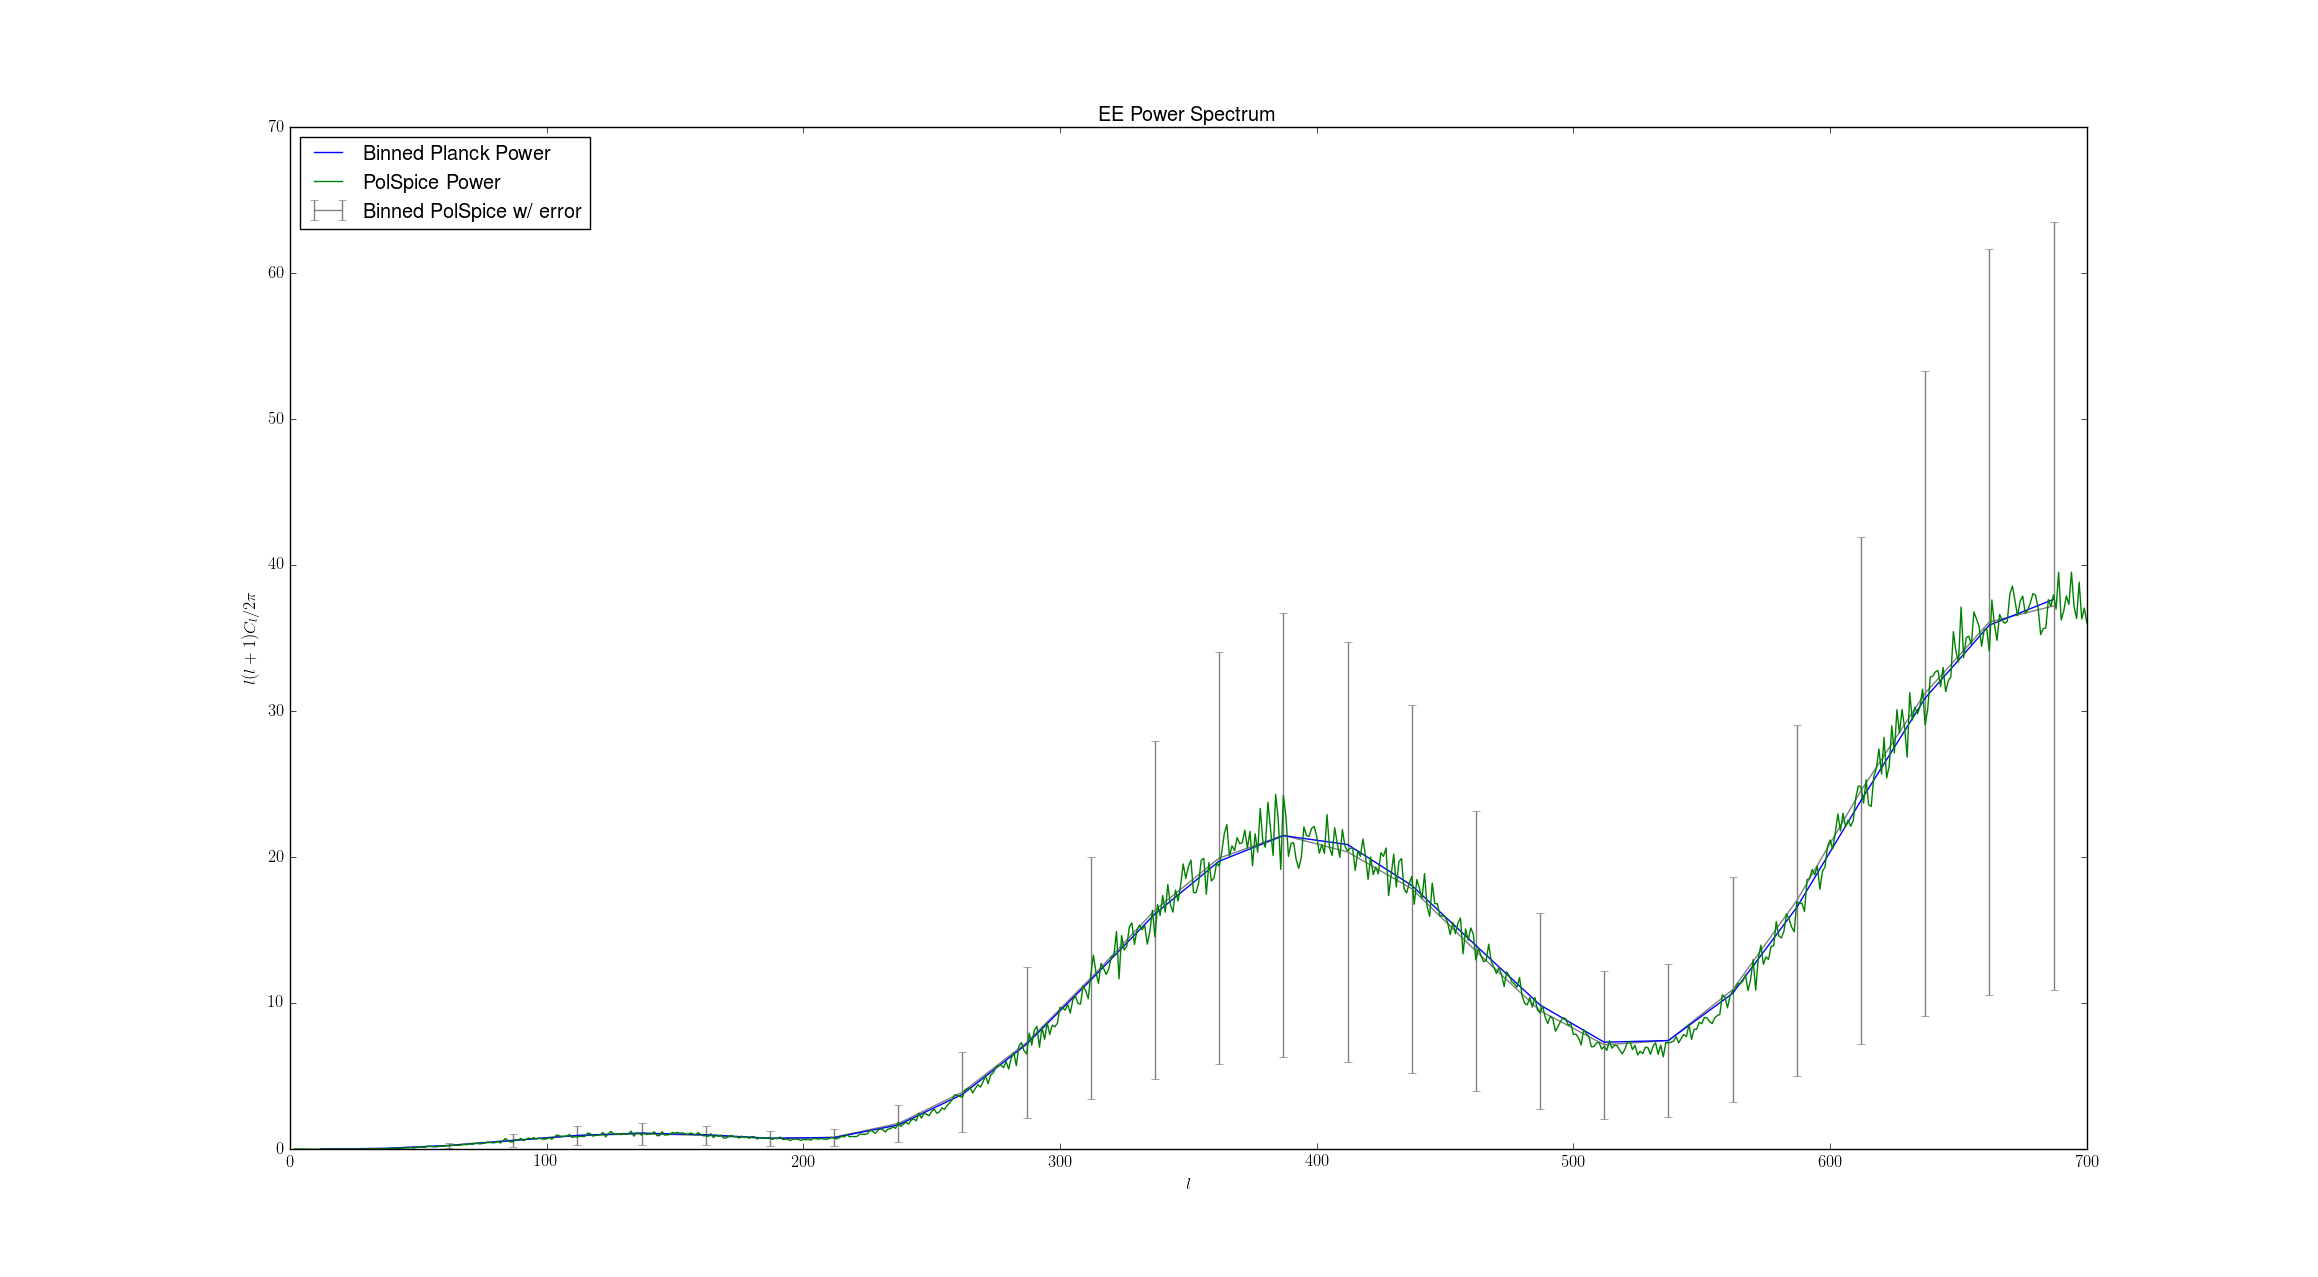 EE Power Spectrum
70
60
50
40
30
20
10
0
l(l + 1)C_l/2π
Binned Planck Power
PolSpice Power
Binned PolSpice w/ error
0 100 200 300 400 500 600 700
l